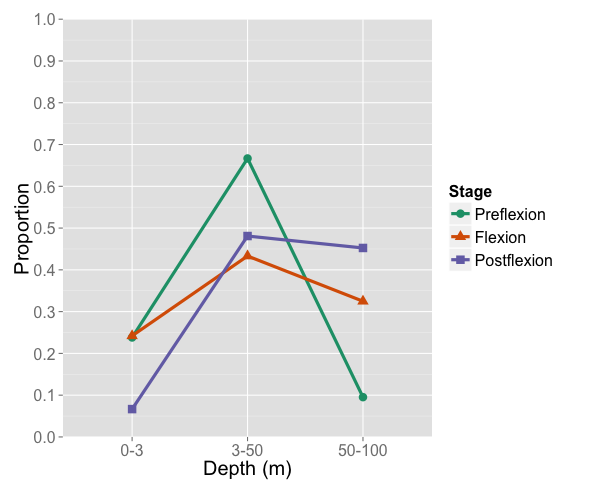 1.0
0.9
0.8
0.7
0.6
0.5
0.4
0.3
0.2
0.1
0.0
Proportion
0-3 3-50 50-100
Depth (m)
Stage
Preflexion
Flexion
Postflexion